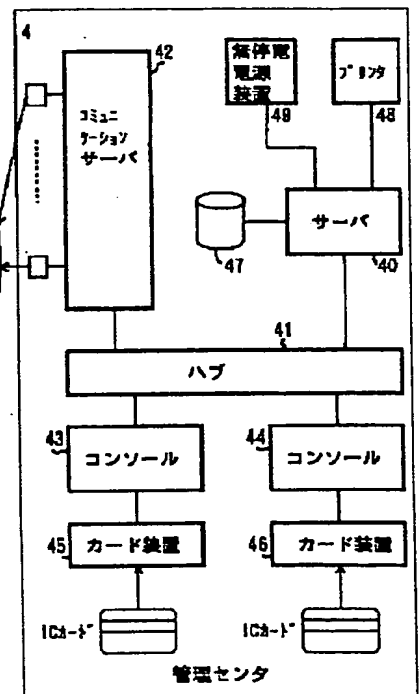 4
42
コミュニ
ケーション
サーバ
無停電
電源
装置
49
プリンタ
48
サーバ
40
47
41
ハブ
43
コンソール
44
コンソール
45
カード装置
46
カード装置
ICカード
ICカード
管理センタ